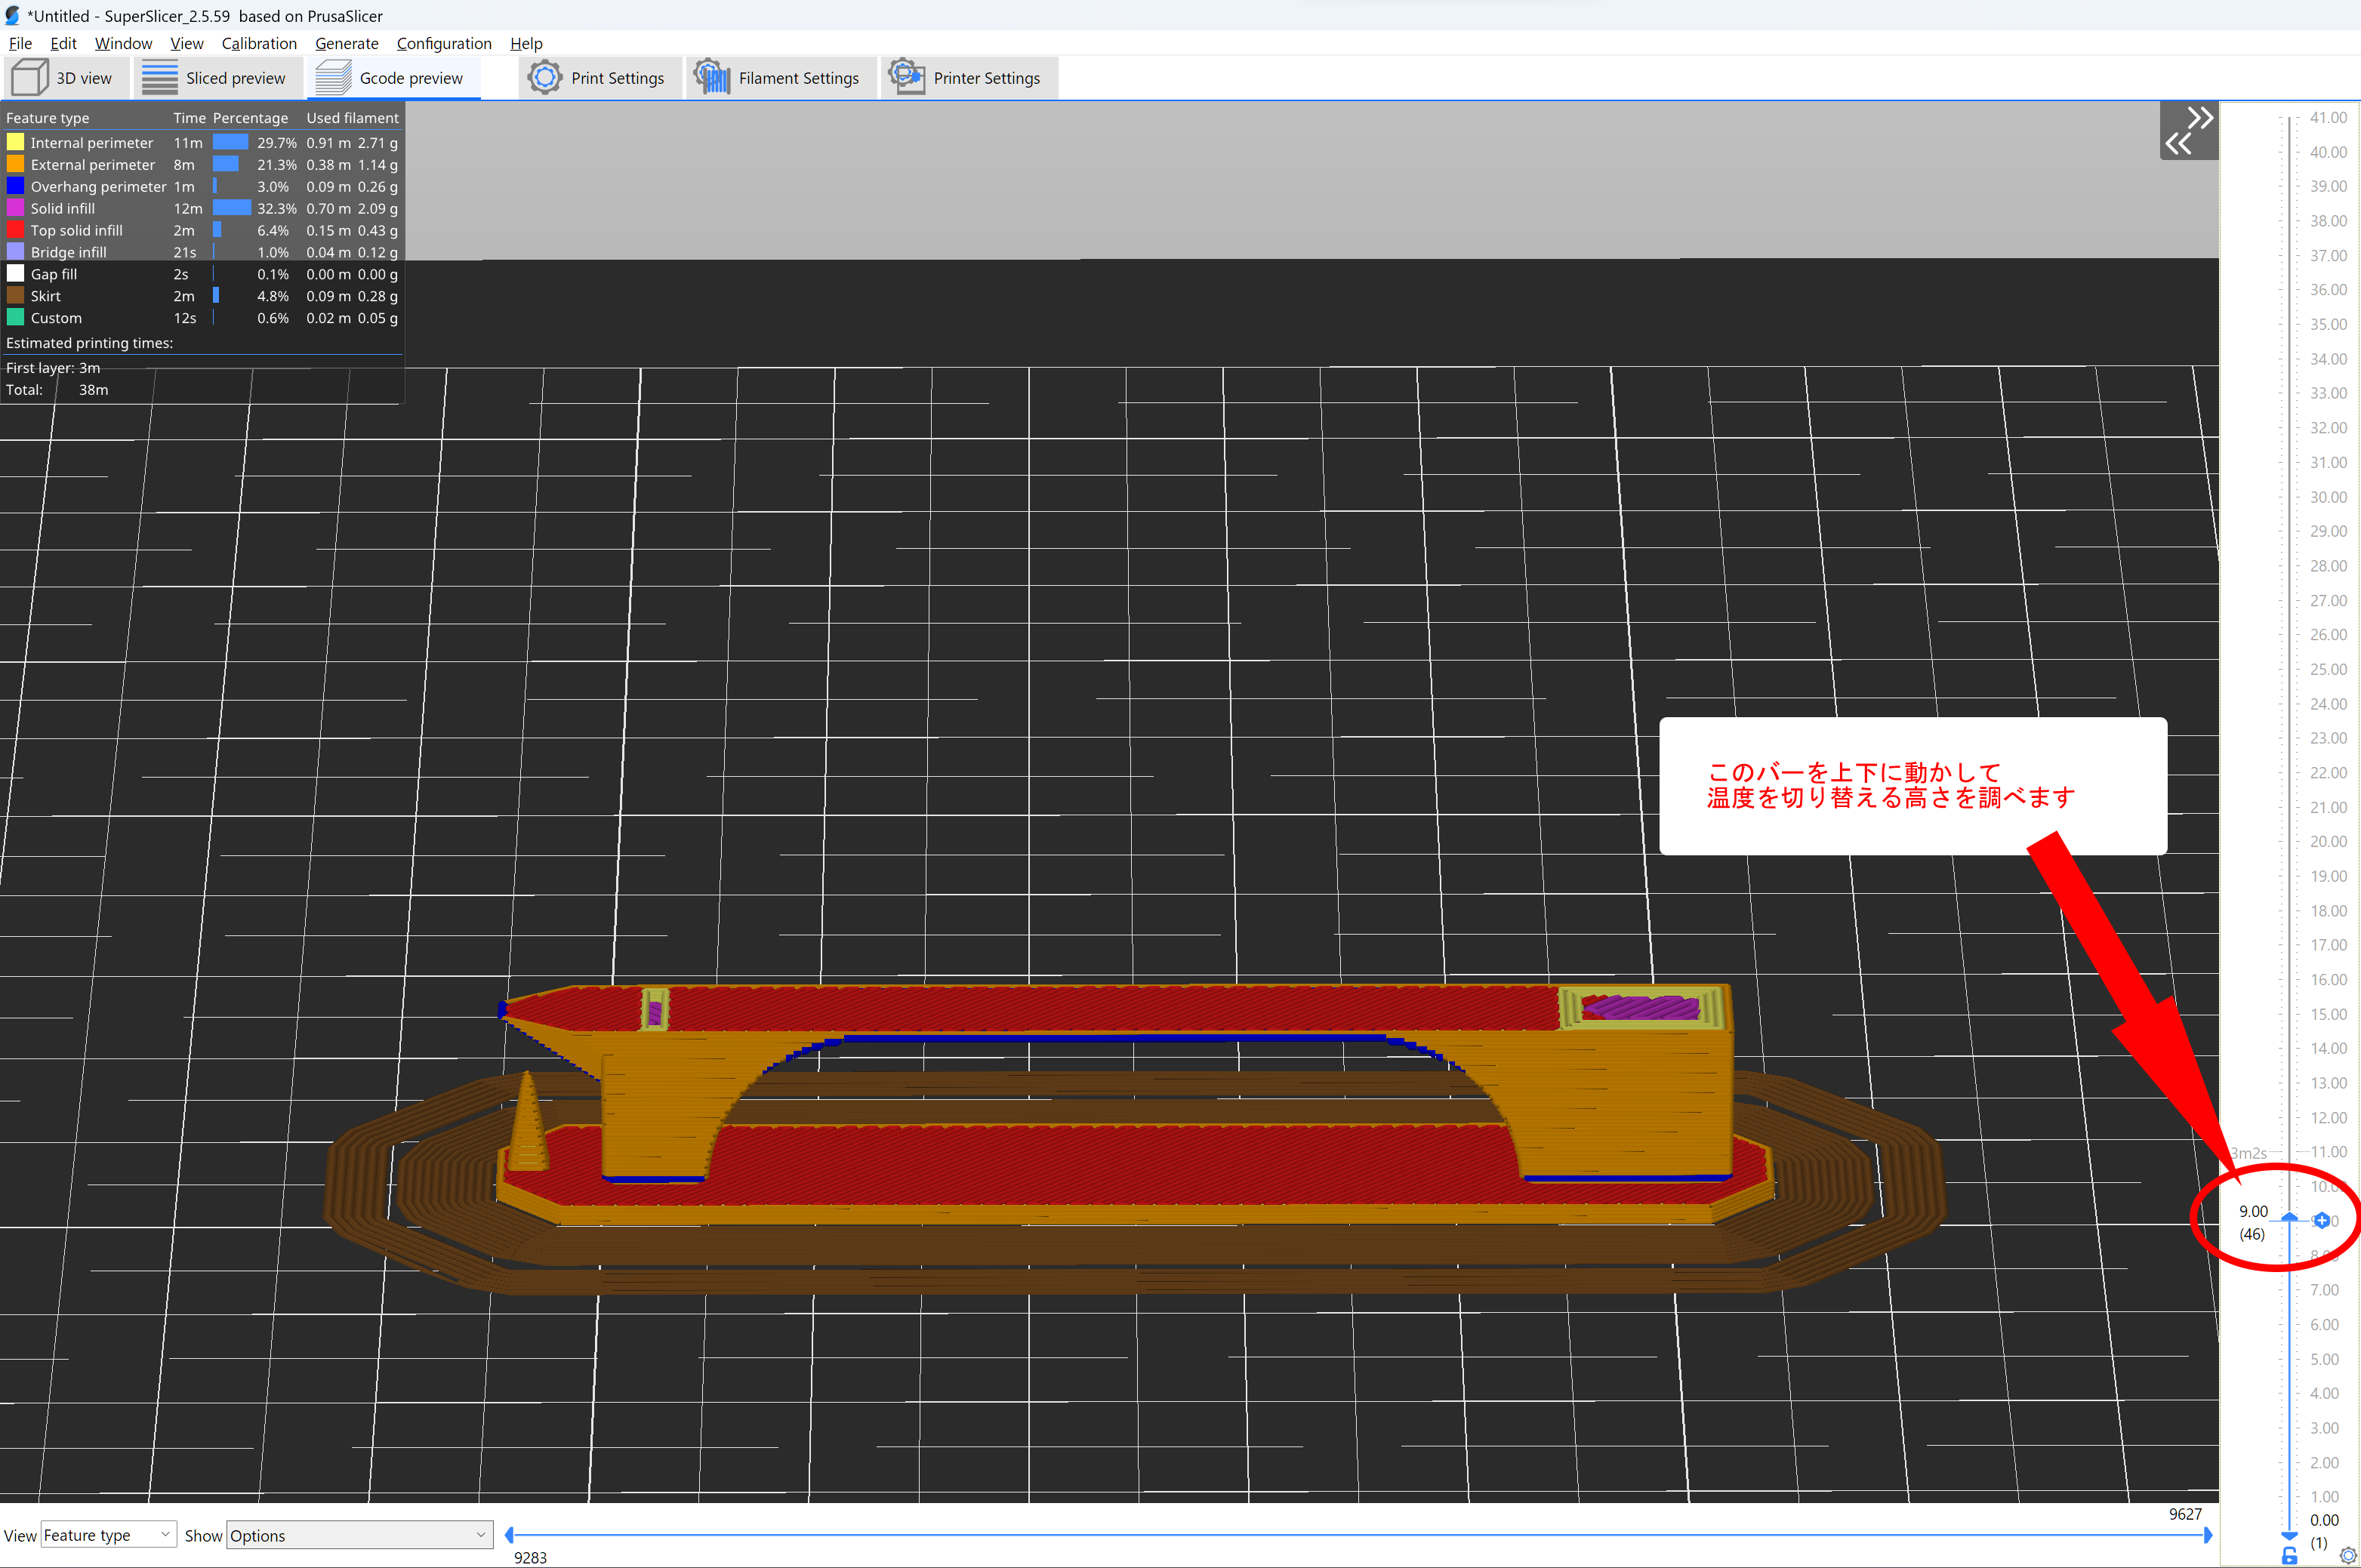 *Untitled - SuperSlicer_2.5.59 based on PrusaSlicer
File Edit Window View Calibration Generate Configuration Help
3D view Sliced preview Gcode preview Print Settings Filament Settings Printer Settings
Feature type Time Percentage Used filament
Internal perimeter 11m 29.7% 0.91 m 2.71 g
External perimeter 8m 21.3% 0.38 m 1.14 g
Overhang perimeter 1m 3.0% 0.09 m 0.26 g
Solid infill 12m 32.3% 0.70 m 2.09 g
Top solid infill 2m 6.4% 0.15 m 0.43 g
Bridge infill 21s 1.0% 0.04 m 0.12 g
Gap fill 2s 0.1% 0.00 m 0.00 g
Skirt 2m 4.8% 0.09 m 0.28 g
Custom 12s 0.6% 0.02 m 0.05 g
Estimated printing times:
First layer: 3m
Total: 38m
このバーを上下に動かして
温度を切り替える高さを調べます
41.00
40.00
39.00
38.00
37.00
36.00
35.00
34.00
33.00
32.00
31.00
30.00
29.00
28.00
27.00
26.00
25.00
24.00
23.00
22.00
21.00
20.00
19.00
18.00
17.00
16.00
15.00
14.00
13.00
12.00
3m2s 11.00
9.00
(46)
7.00
6.00
5.00
4.00
3.00
2.00
1.00
0.00
(1)
View Feature type Show Options
9627
9283